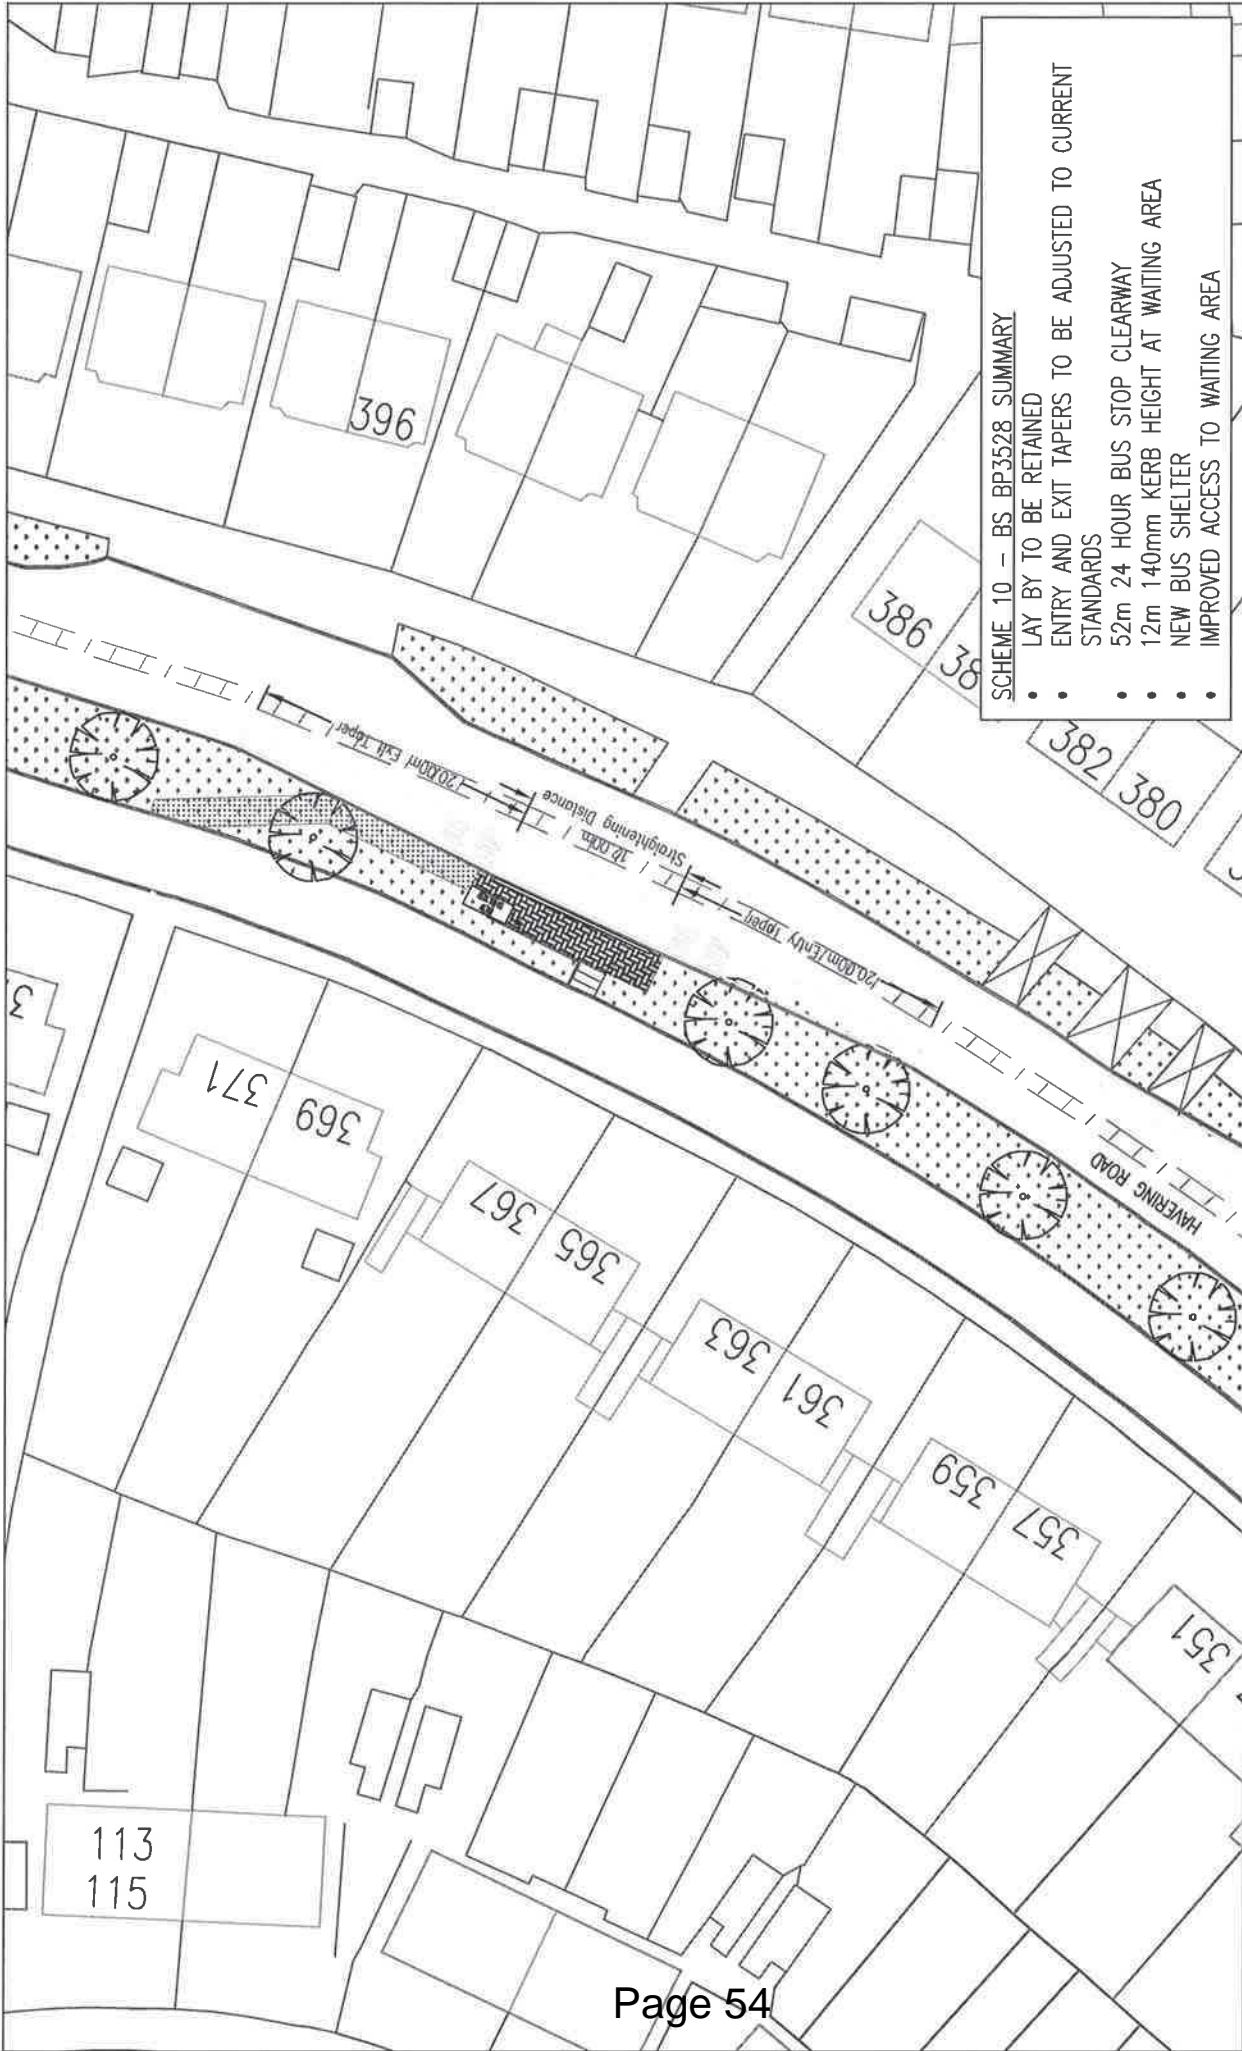 SCHEME 10 – BS BP3528 SUMMARY
• LAY BY TO BE RETAINED
• ENTRY AND EXIT TAPERS TO BE ADJUSTED TO CURRENT
STANDARDS
• 52m 24 HOUR BUS STOP CLEARWAY
• 12m 140mm KERB HEIGHT AT WAITING AREA
• NEW BUS SHELTER
• IMPROVED ACCESS TO WAITING AREA
396
386
38
382
380
20.00m Exit Taper
12.00m
Straightening Distance
20.00m Entry Taper
HAVERING ROAD
3
371
369
367
365
363
361
359
357
351
113
115
Page 54